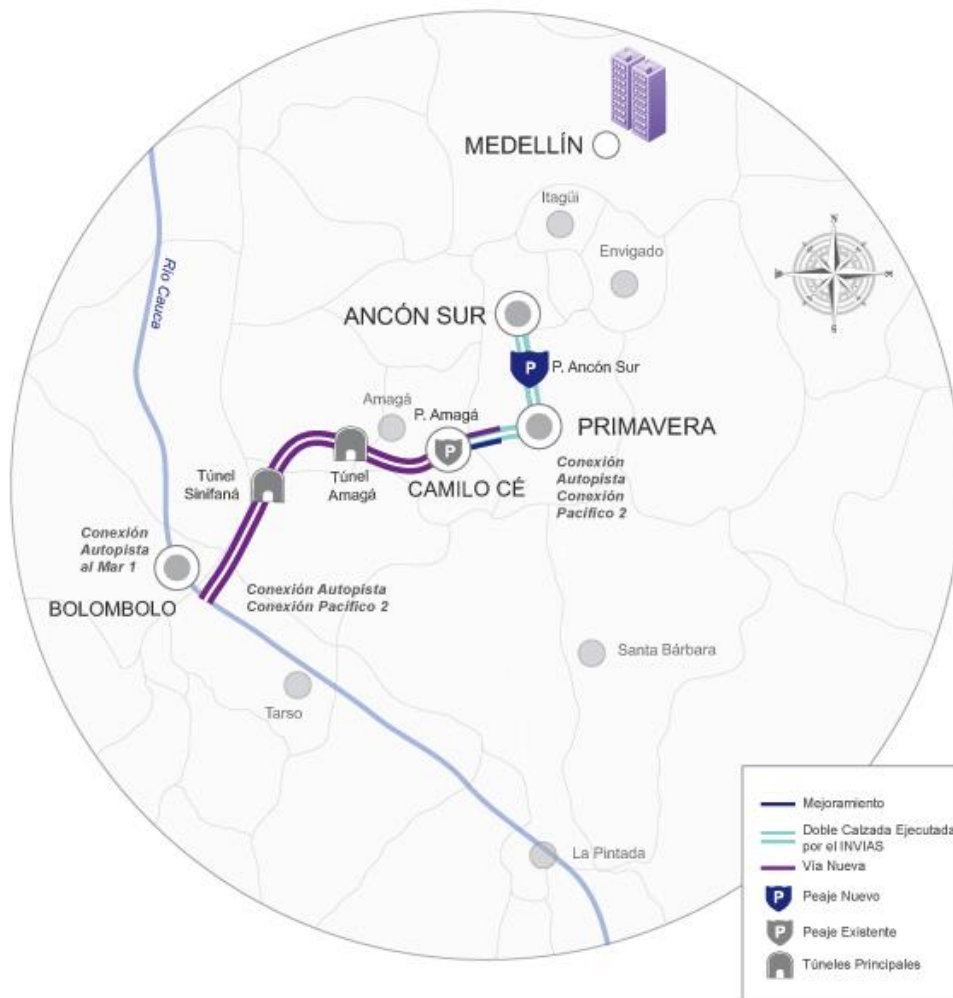 MEDELLÍN
Itagüi
Envigado
Río Cauca
N
S
ANCÓN SUR
P
P. Ancón Sur
Amagá
P. Amagá
P
PRIMAVERA
CAMILO CÉ
Conexión
Autopista
Conexión
Pacífico 2
Túnel
Sinifaná
Túnel
Amagá
Conexión
Autopista
al Mar 1
BOLOMBOLO
Conexión Autopista
Conexión Pacífico 2
Santa Bárbara
Tarso
La Pintada
Mejoramiento
Doble Calzada Ejecutada
por el INVIAS
Vía Nueva
P
Peaje Nuevo
P
Peaje Existente
Túneles Principales